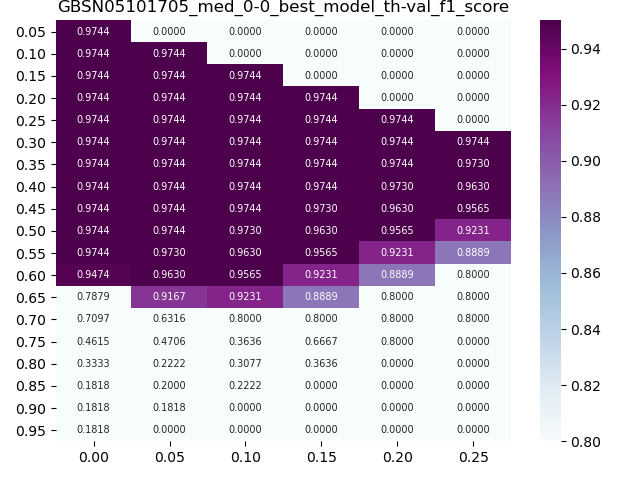 GBSN05101705_med_0-0_best_model_th-val_f1_score
0.05 0.9744 0.0000 0.0000 0.0000 0.0000 0.0000
0.10 0.9744 0.9744 0.0000 0.0000 0.0000 0.0000
0.15 0.9744 0.9744 0.9744 0.0000 0.0000 0.0000
0.20 0.9744 0.9744 0.9744 0.9744 0.0000 0.0000
0.25 0.9744 0.9744 0.9744 0.9744 0.9744 0.0000
0.30 0.9744 0.9744 0.9744 0.9744 0.9744 0.9744
0.35 0.9744 0.9744 0.9744 0.9744 0.9744 0.9730
0.40 0.9744 0.9744 0.9744 0.9744 0.9730 0.9630
0.45 0.9744 0.9744 0.9744 0.9730 0.9630 0.9565
0.50 0.9744 0.9744 0.9730 0.9630 0.9565 0.9231
0.55 0.9744 0.9730 0.9630 0.9565 0.9231 0.8889
0.60 0.9474 0.9630 0.9565 0.9231 0.8889 0.8000
0.65 0.7879 0.9167 0.9231 0.8889 0.8000 0.8000
0.70 0.7097 0.6316 0.8000 0.8000 0.8000 0.0000
0.75 0.4615 0.4706 0.3636 0.6667 0.8000 0.0000
0.80 0.3333 0.2222 0.3077 0.3636 0.0000 0.0000
0.85 0.1818 0.2000 0.2222 0.0000 0.0000 0.0000
0.90 0.1818 0.1818 0.0000 0.0000 0.0000 0.0000
0.95 0.1818 0.0000 0.0000 0.0000 0.0000 0.0000
0.00 0.05 0.10 0.15 0.20 0.25
0.94
0.92
0.90
0.88
0.86
0.84
0.82
0.80